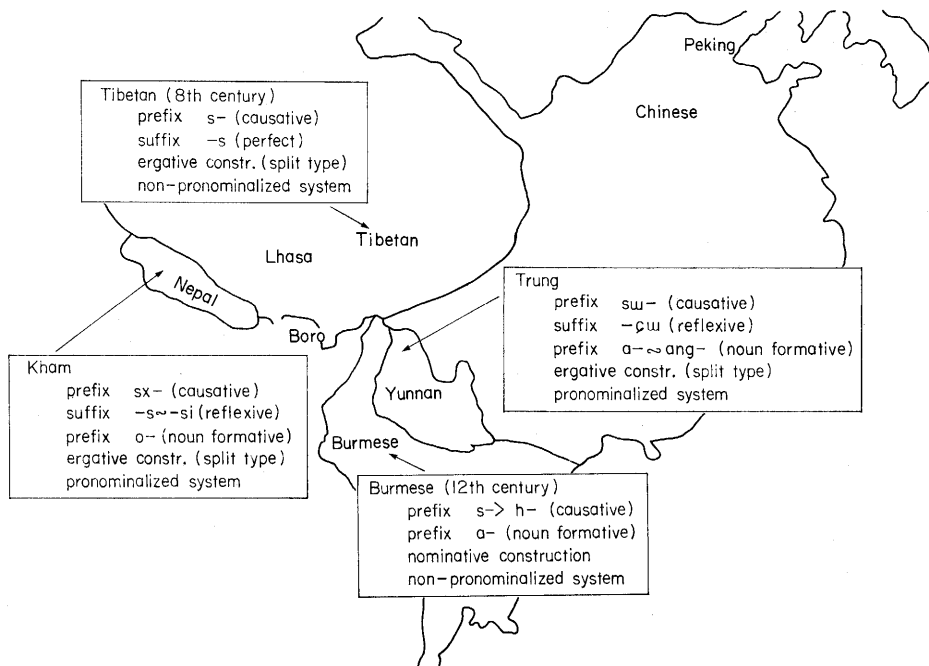 Peking
Chinese
Tibetan (8th century)
prefix s- (causative)
suffix -s (perfect)
ergative constr. (split type)
non-pronominalized system
Tibetan
Lhasa
Nepal
Boro
Trung
prefix sɯ- (causative)
suffix -çɯ (reflexive)
prefix a-∾ang- (noun formative)
ergative constr. (split type)
pronominalized system
Kham
prefix sx- (causative)
suffix -s∾-si (reflexive)
prefix o- (noun formative)
ergative constr. (split type)
pronominalized system
Yunnan
Burmese
Burmese (12th century)
prefix s-> h- (causative)
prefix a- (noun formative)
nominative construction
non-pronominalized system